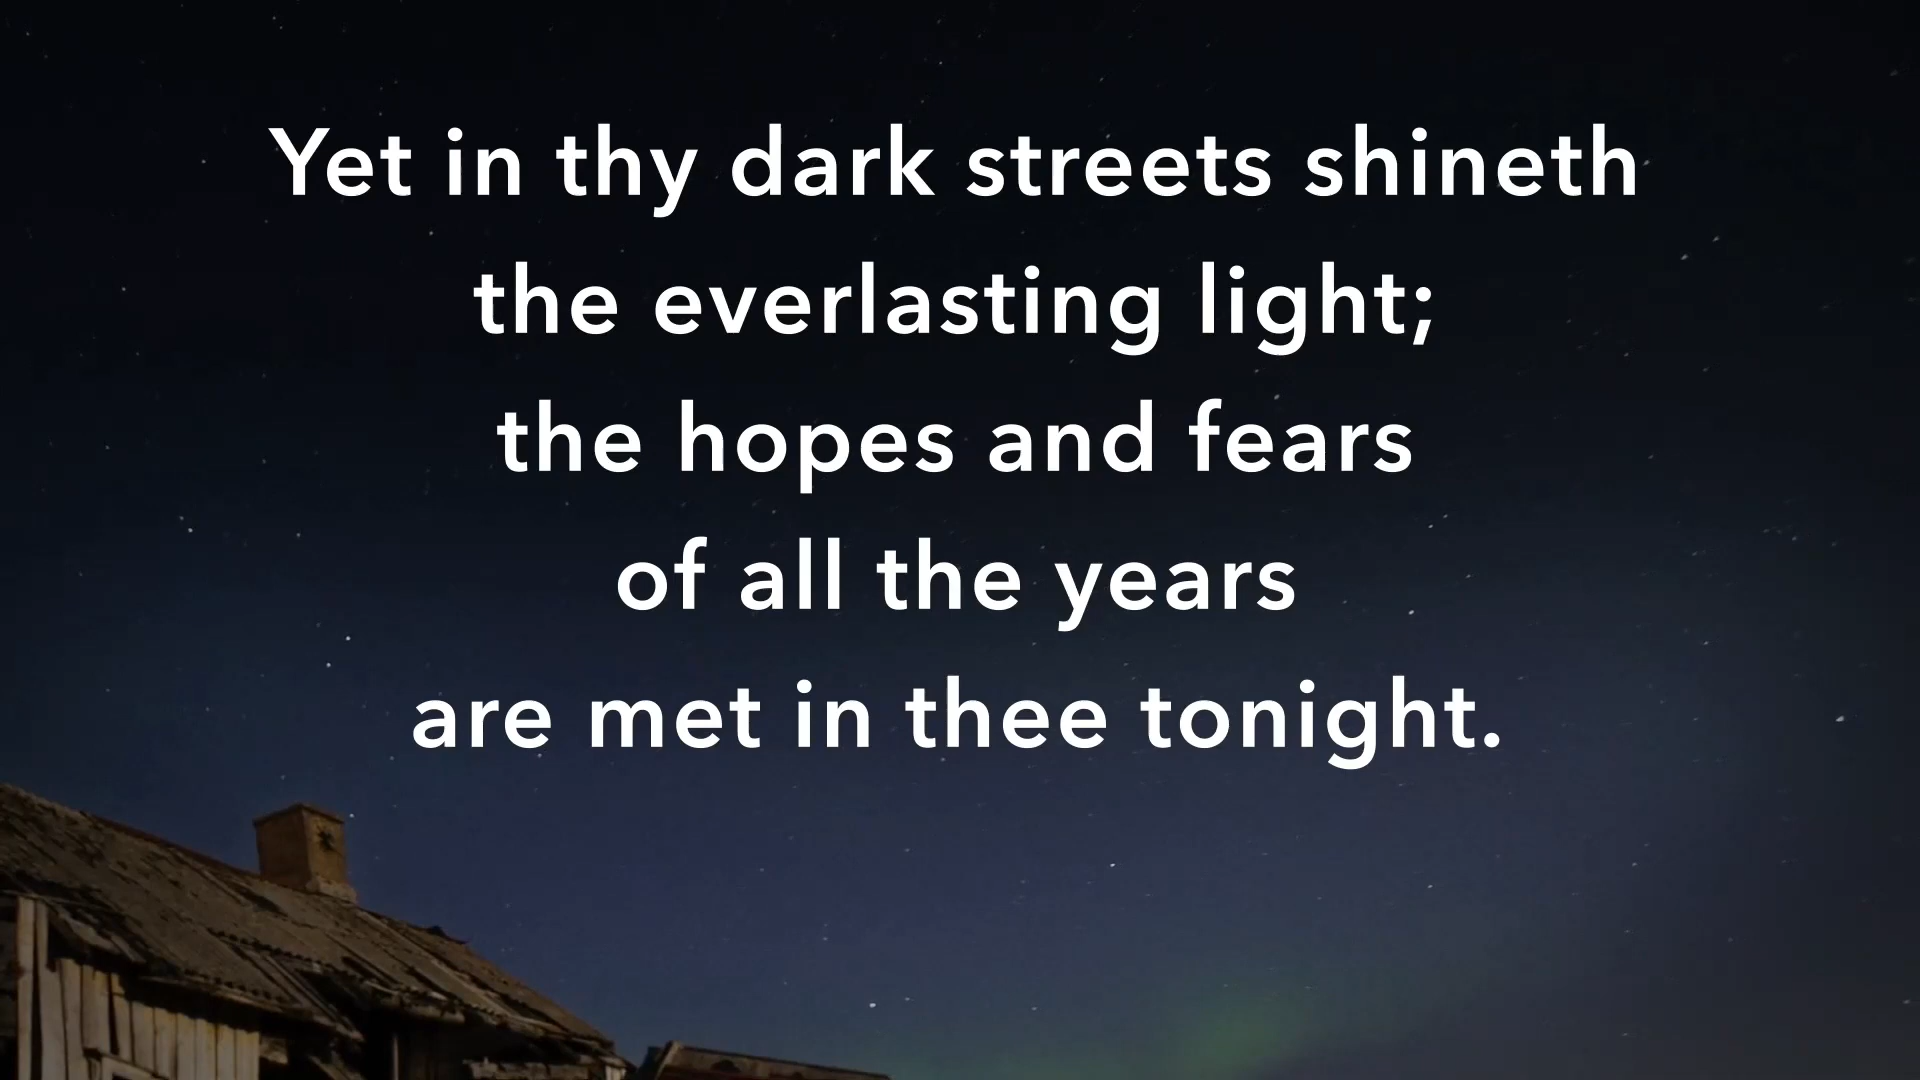 Yet in thy dark streets shineth
the everlasting light;
the hopes and fears
of all the years
are met in thee tonight.